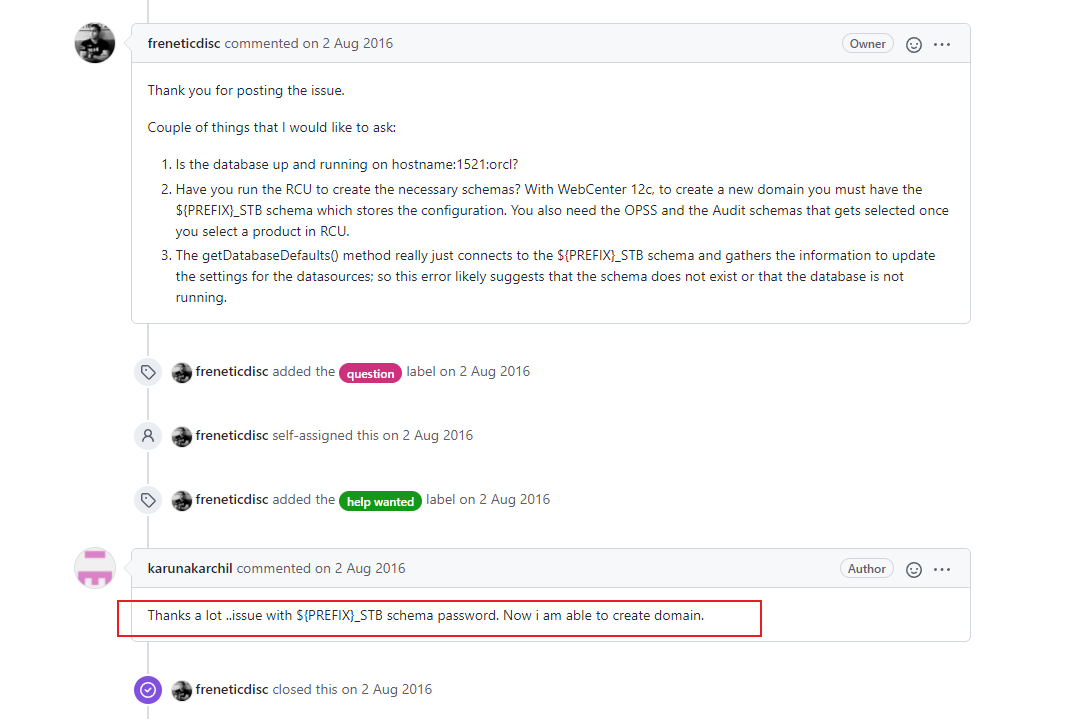 freneticdisc commented on 2 Aug 2016
Owner
Thank you for posting the issue.
Couple of things that I would like to ask:
1. Is the database up and running on hostname:1521:orcl?
2. Have you run the RCU to create the necessary schemas? With WebCenter 12c, to create a new domain you must have the
${PREFIX}_STB schema which stores the configuration. You also need the OPSS and the Audit schemas that gets selected once
you select a product in RCU.
3. The getDatabaseDefaults() method really just connects to the ${PREFIX}_STB schema and gathers the information to update
the settings for the datasources; so this error likely suggests that the schema does not exist or that the database is not
running.
freneticdisc added the question label on 2 Aug 2016
freneticdisc self-assigned this on 2 Aug 2016
freneticdisc added the help wanted label on 2 Aug 2016
karunakarchil commented on 2 Aug 2016
Author
Thanks a lot ..issue with ${PREFIX}_STB schema password. Now i am able to create domain.
freneticdisc closed this on 2 Aug 2016